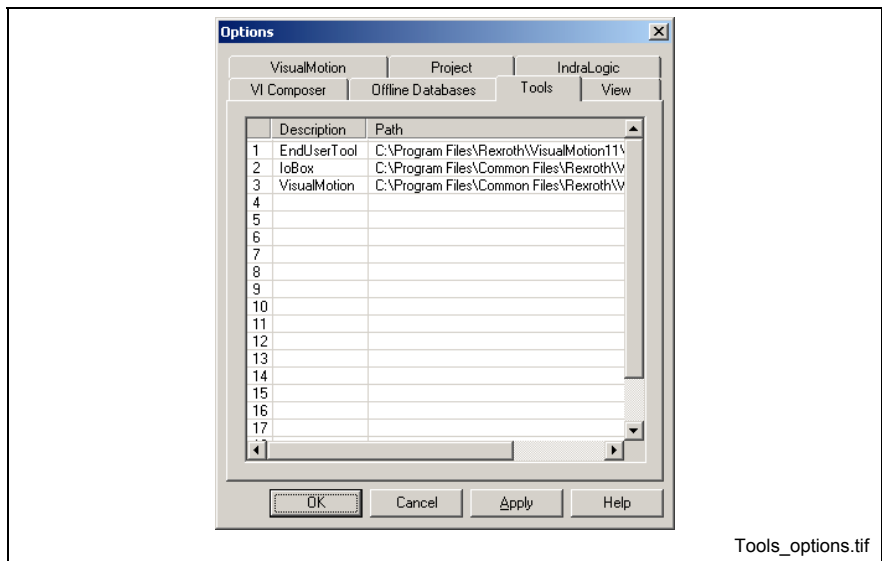 Options
VisualMotion Project IndraLogic
VI Composer Offline Databases Tools View
Description Path
1 EndUserTool C:\Program Files\Rexroth\VisualMotion11\
2 IoBox C:\Program Files\Common Files\Rexroth\V
3 VisualMotion C:\Program Files\Common Files\Rexroth\V
4
5
6
7
8
9
10
11
12
13
14
15
16
17
OK Cancel Apply Help
Tools_options.tif